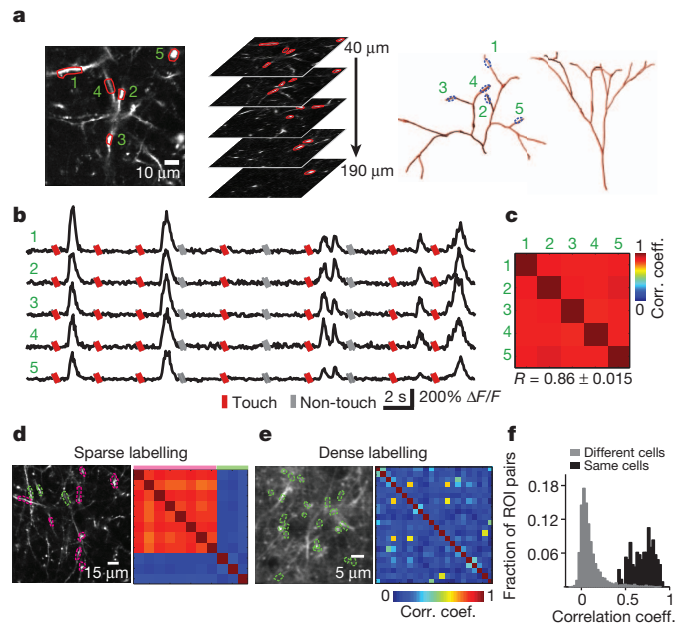 a
5
1
4
2
3
10 μm
40 μm
190 μm
1
3
4
2
5
b
1
2
3
4
5
Touch
Non-touch
2 s
200% ΔF/F
c
1 2 3 4 5
1
2
3
4
5
1
0
Corr. coeff.
R = 0.86 ± 0.015
d
Sparse labelling
15 μm
e
Dense labelling
5 μm
0
1
Corr. coef.
f
Different cells
Same cells
0.18
0.12
0.06
Fraction of ROI pairs
0 0.5 1
Correlation coeff.